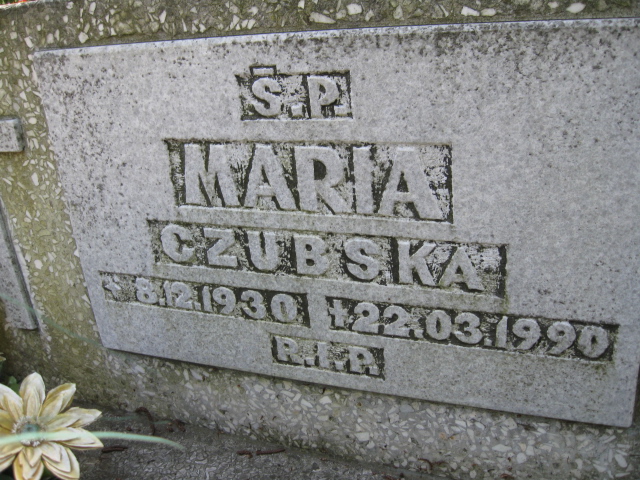 Ś.P.
MARIA
CZUBSKA
* 8.12.1930 †22.03.1990
R.I.P.